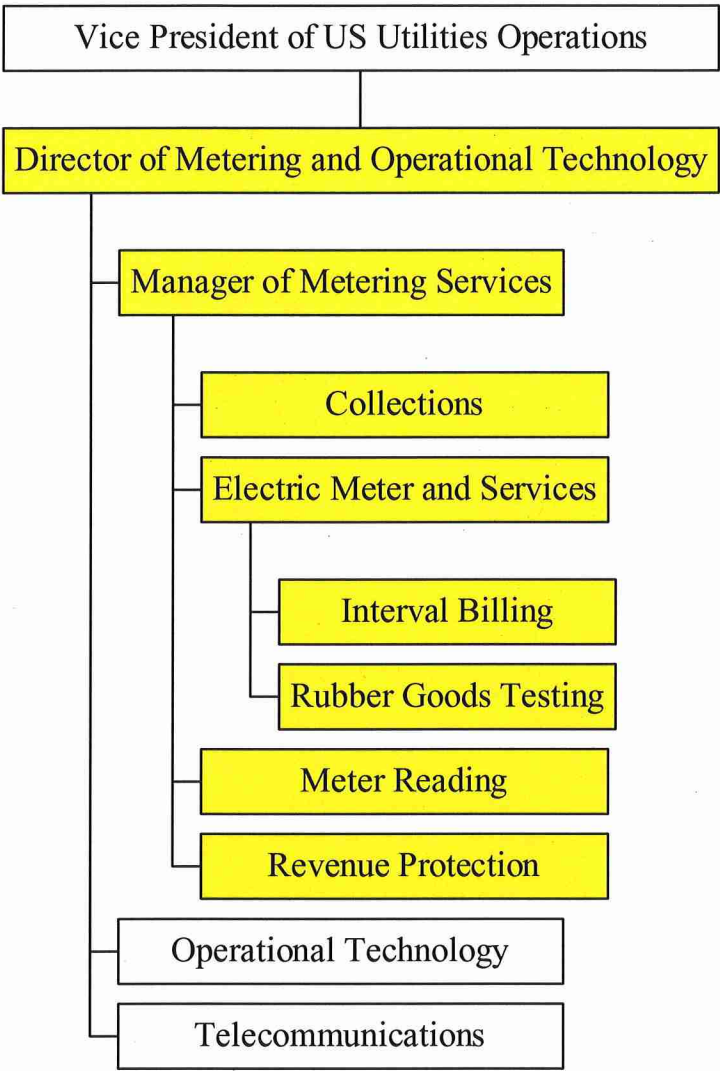 Vice President of US Utilities Operations
Director of Metering and Operational Technology
Manager of Metering Services
Collections
Electric Meter and Services
Interval Billing
Rubber Goods Testing
Meter Reading
Revenue Protection
Operational Technology
Telecommunications